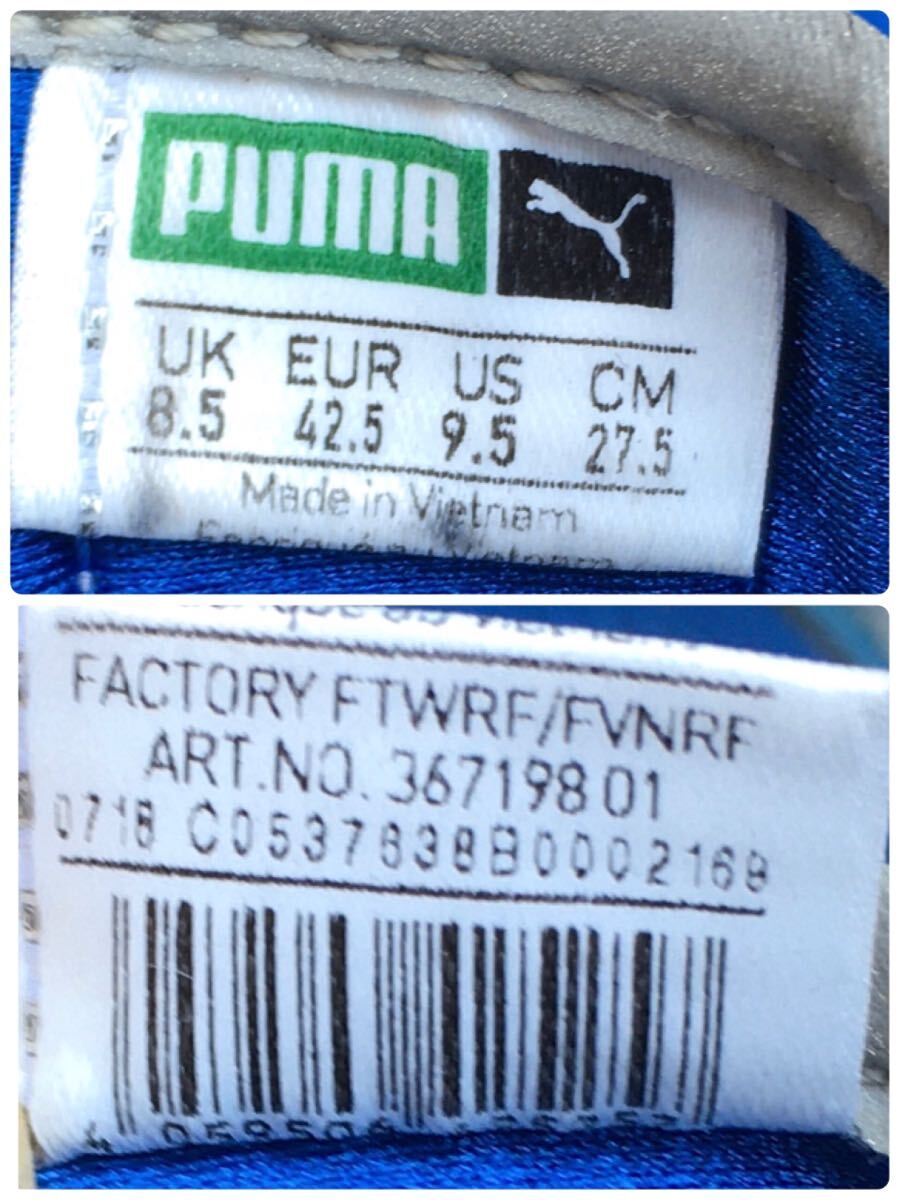 PUMA
UK EUR US CM
8.5 42.5 9.5 27.5
Made in Vietnam
FACTORY FTWRF/FVNRF
ART.NO. 367198 01
0718 C0537838B0002168